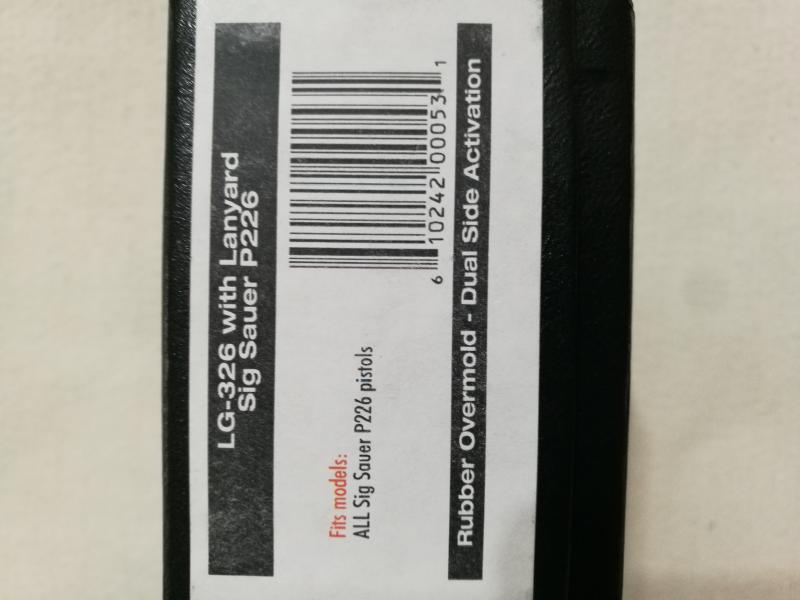 LG-326 with Lanyard
Sig Sauer P226
6 10242 00053 1
Fits models:
ALL Sig Sauer P226 pistols
Rubber Overmold - Dual Side Activation